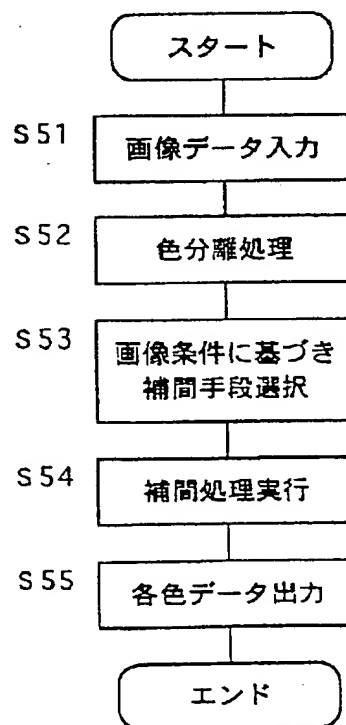 スタート
S51
画像データ入力
S52
色分離処理
S53
画像条件に基づき
補間手段選択
S54
補間処理実行
S55
各色データ出力
エンド